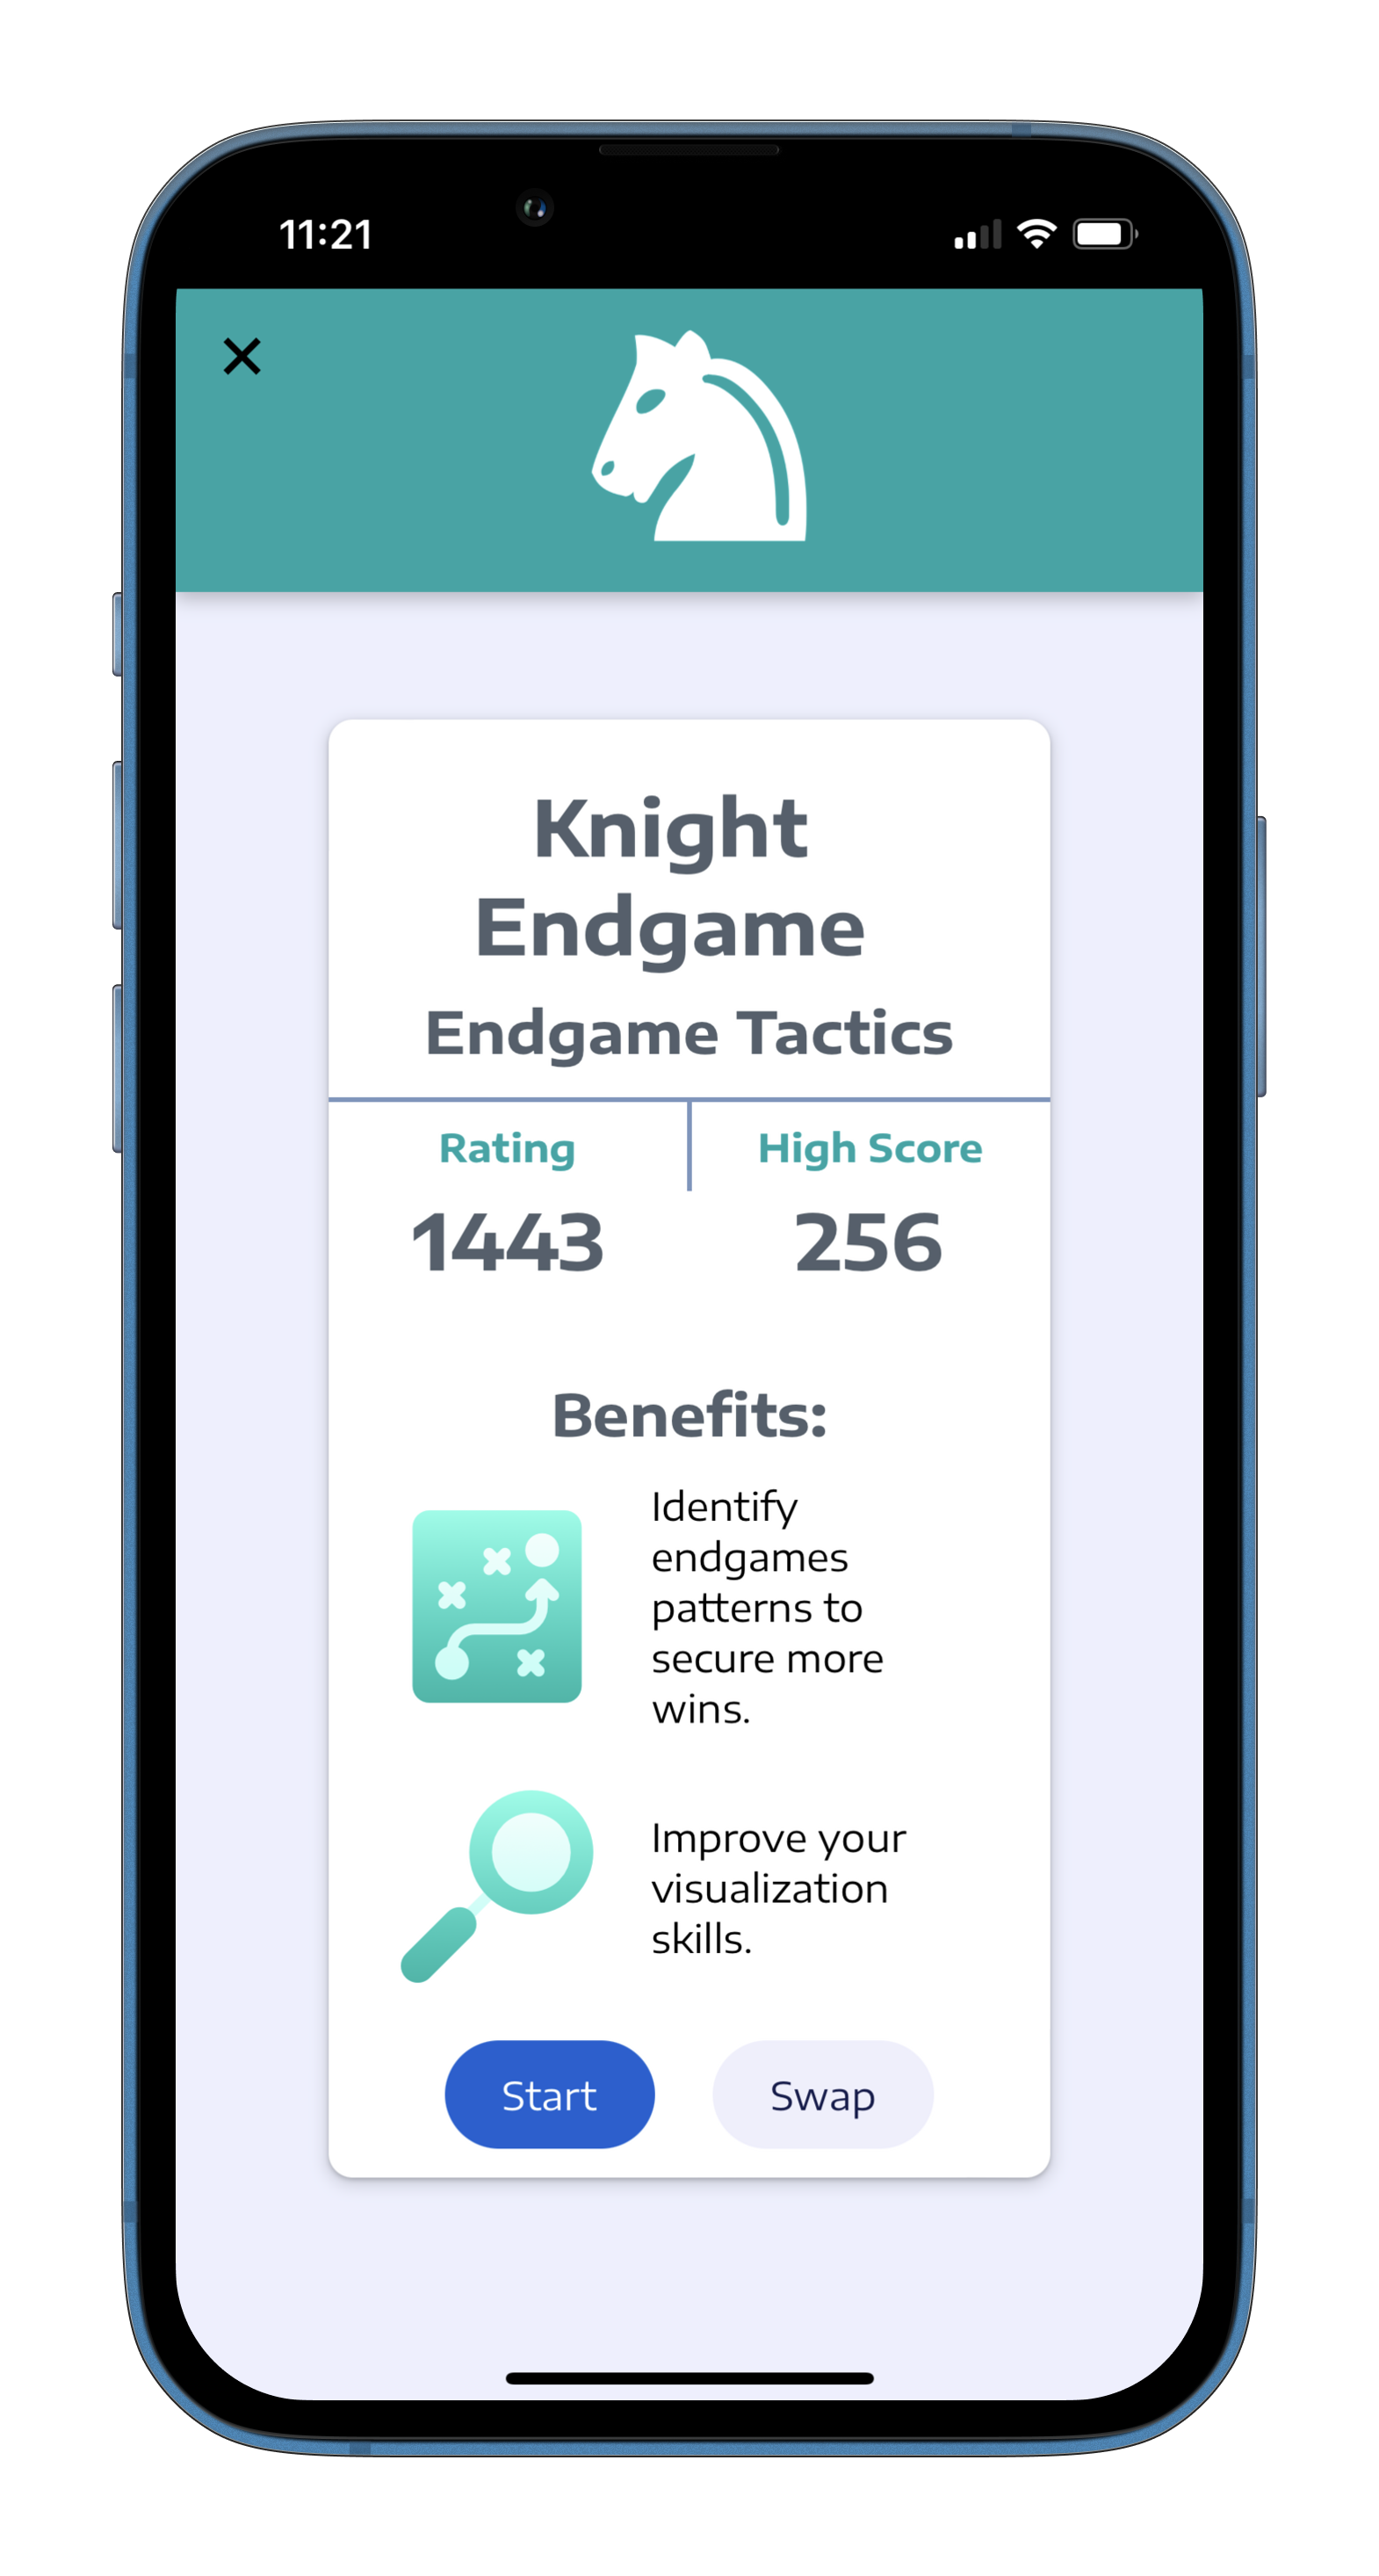 11:21
Knight
Endgame
Endgame Tactics
Rating
High Score
1443
256
Benefits:
Identify
endgames
patterns to
secure more
wins.
Improve your
visualization
skills.
Start
Swap